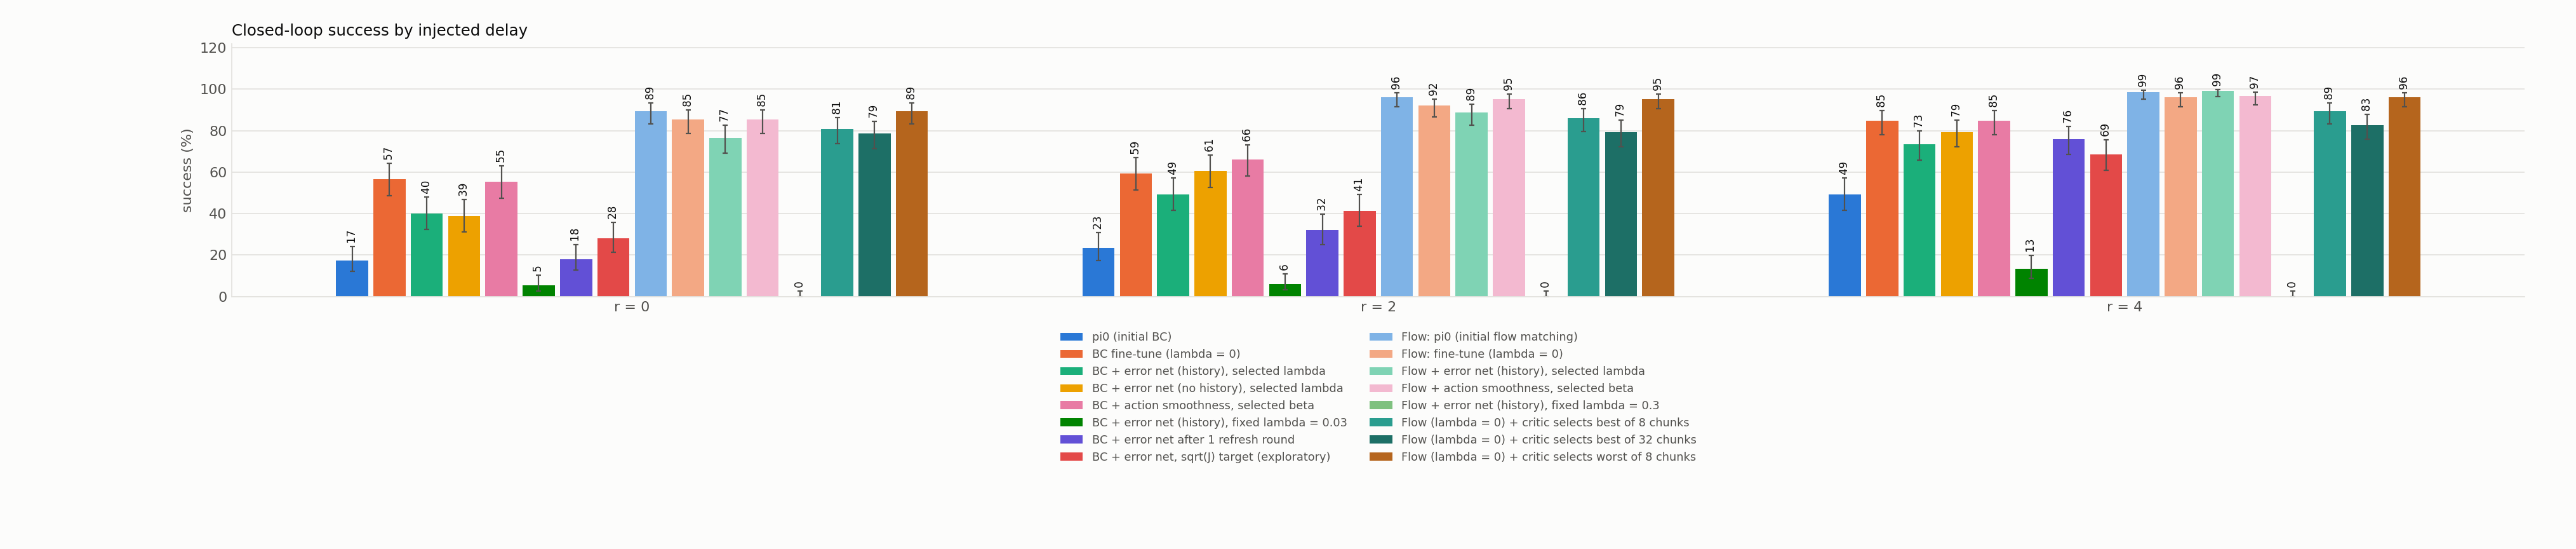 Closed-loop success by injected delay
120
100
80
60
40
20
0
success (%)
17
57
40
39
55
5
18
28
89
85
77
85
0
81
79
89
23
59
49
61
66
6
32
41
96
92
89
95
0
86
79
95
49
85
73
79
85
13
76
69
99
96
99
97
0
89
83
96
r = 0
r = 2
r = 4
pi0 (initial BC)
BC fine-tune (lambda = 0)
BC + error net (history), selected lambda
BC + error net (no history), selected lambda
BC + action smoothness, selected beta
BC + error net (history), fixed lambda = 0.03
BC + error net after 1 refresh round
BC + error net, sqrt(J) target (exploratory)
Flow: pi0 (initial flow matching)
Flow: fine-tune (lambda = 0)
Flow + error net (history), selected lambda
Flow + action smoothness, selected beta
Flow + error net (history), fixed lambda = 0.3
Flow (lambda = 0) + critic selects best of 8 chunks
Flow (lambda = 0) + critic selects best of 32 chunks
Flow (lambda = 0) + critic selects worst of 8 chunks